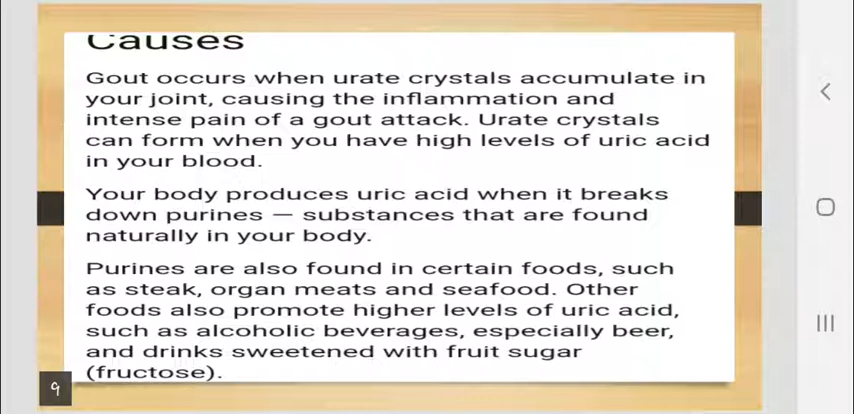 Causes
Gout occurs when urate crystals accumulate in
your joint, causing the inflammation and
intense pain of a gout attack. Urate crystals
can form when you have high levels of uric acid
in your blood.
Your body produces uric acid when it breaks
down purines — substances that are found
naturally in your body.
Purines are also found in certain foods, such
as steak, organ meats and seafood. Other
foods also promote higher levels of uric acid,
such as alcoholic beverages, especially beer,
and drinks sweetened with fruit sugar
(fructose).
9